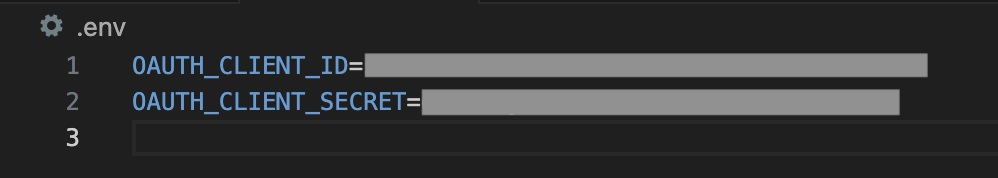 .env
1 OAUTH_CLIENT_ID=
2 OAUTH_CLIENT_SECRET=
3